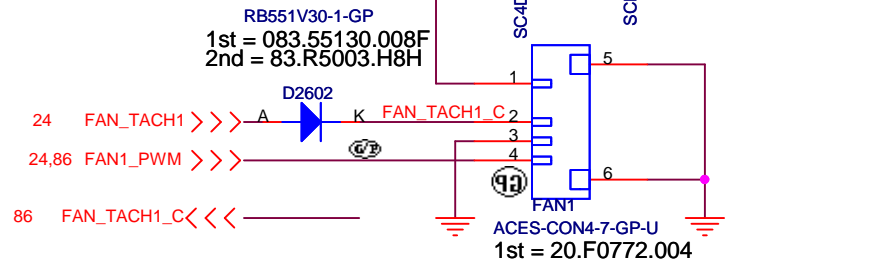 RB551V30-1-GP
1st = 083.55130.008F
2nd = 83.R5003.H8H
SC4D
5
1
D2602
24 FAN_TACH1 A K FAN_TACH1_C 2
3
G/P
24,86 FAN1_PWM 4
6
GP
FAN1
86 FAN_TACH1_C
ACES-CON4-7-GP-U
1st = 20.F0772.004